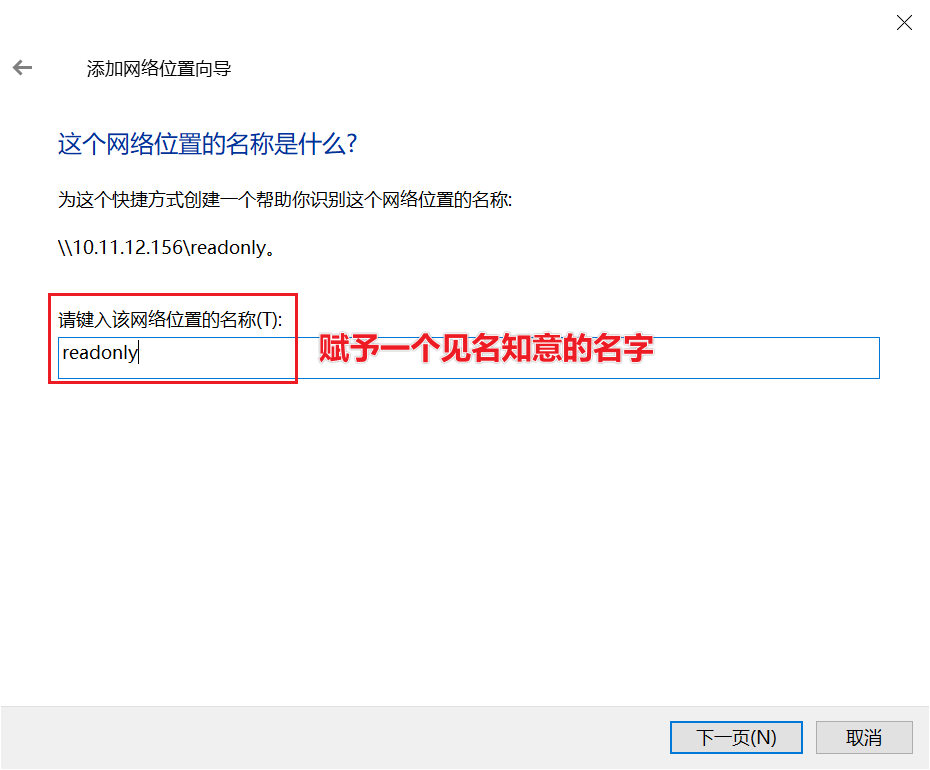 添加网络位置向导
这个网络位置的名称是什么?
为这个快捷方式创建一个帮助你识别这个网络位置的名称:
\\10.11.12.156\readonly。
请键入该网络位置的名称(T):
readonly
赋予一个见名知意的名字
下一页(N)
取消